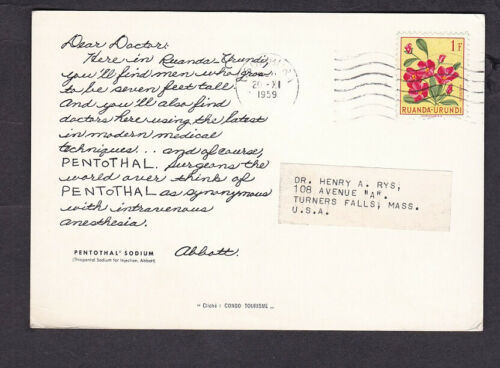 Dear Doctor:
Here in Ruanda-Urundi,
you'll find men who grow
to be seven feet tall.
And you'll also find
doctors here using the latest
in modern medical
techniques... and of course,
PENTOTHAL. Surgeons the
world over think of
PENTOTHAL as synonymous
with intravenous
anesthesia.
Abbott.
PENTOTHAL® SODIUM
(Thiopental Sodium for Injection, Abbott)
" Cliché : CONGO TOURISME "
20-XI
1959
1F
RUANDA-URUNDI
DR. HENRY A. RYS,
108 AVENUE "A".
TURNERS FALLS, MASS.
U.S.A.